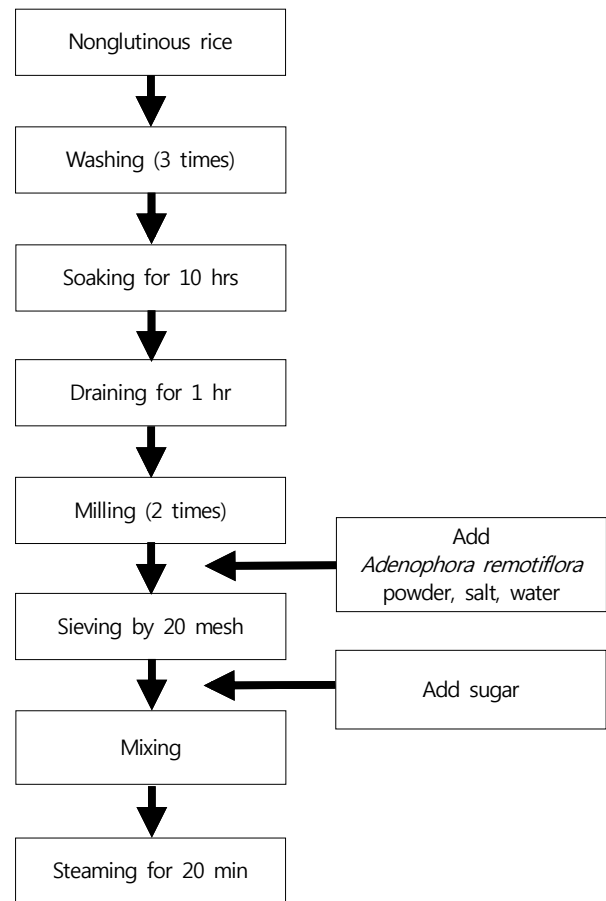 Nonglutinous rice
Washing (3 times)
Soaking for 10 hrs
Draining for 1 hr
Milling (2 times)
Add
Adenophora remotiflora
powder, salt, water
Sieving by 20 mesh
Add sugar
Mixing
Steaming for 20 min